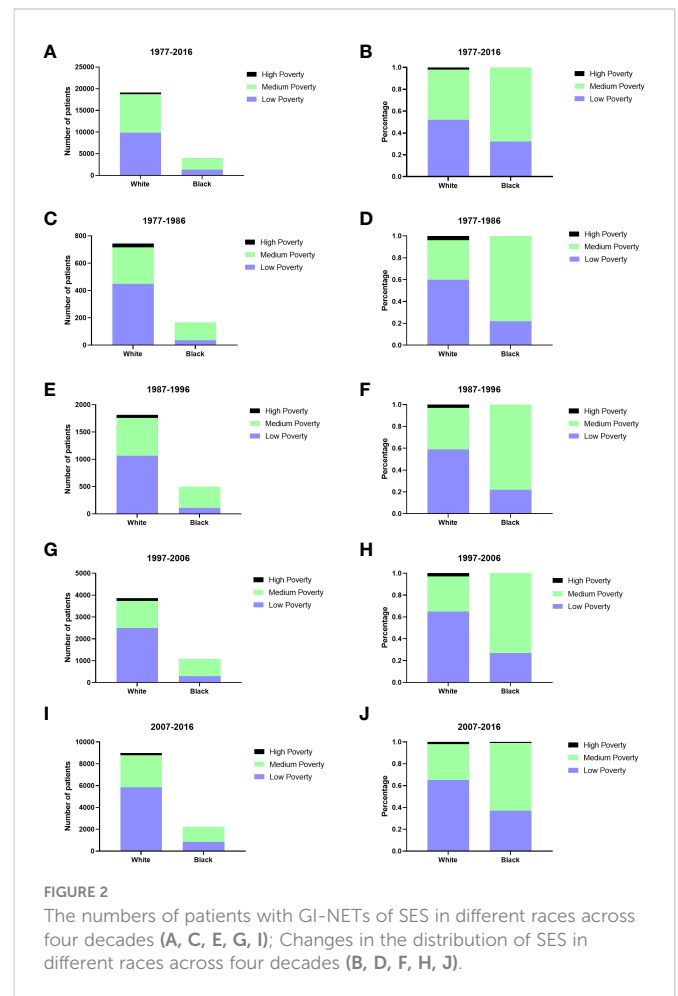 A
1977-2016
Number of patients
25000
20000
15000
10000
5000
0
White
Black
High Poverty
Medium Poverty
Low Poverty
B
1977-2016
Percentage
1.0
0.8
0.6
0.4
0.2
0.0
White
Black
High Poverty
Medium Poverty
Low Poverty
C
1977-1986
Number of patients
800
600
400
200
0
White
Black
High Poverty
Medium Poverty
Low Poverty
D
1977-1986
Percentage
1.0
0.8
0.6
0.4
0.2
0.0
White
Black
High Poverty
Medium Poverty
Low Poverty
E
1987-1996
Number of patients
2000
1500
1000
500
0
White
Black
High Poverty
Medium Poverty
Low Poverty
F
1987-1996
Percentage
1.0
0.8
0.6
0.4
0.2
0.0
White
Black
High Poverty
Medium Poverty
Low Poverty
G
1997-2006
Number of patients
5000
4000
3000
2000
1000
0
White
Black
High Poverty
Medium Poverty
Low Poverty
H
1997-2006
Percentage
1.0
0.8
0.6
0.4
0.2
0.0
White
Black
High Poverty
Medium Poverty
Low Poverty
I
2007-2016
Number of patients
10000
8000
6000
4000
2000
0
White
Black
High Poverty
Medium Poverty
Low Poverty
J
2007-2016
Percentage
1.0
0.8
0.6
0.4
0.2
0.0
White
Black
High Poverty
Medium Poverty
Low Poverty
FIGURE 2
The numbers of patients with GI-NETs of SES in different races across
four decades (A, C, E, G, I); Changes in the distribution of SES in
different races across four decades (B, D, F, H, J).